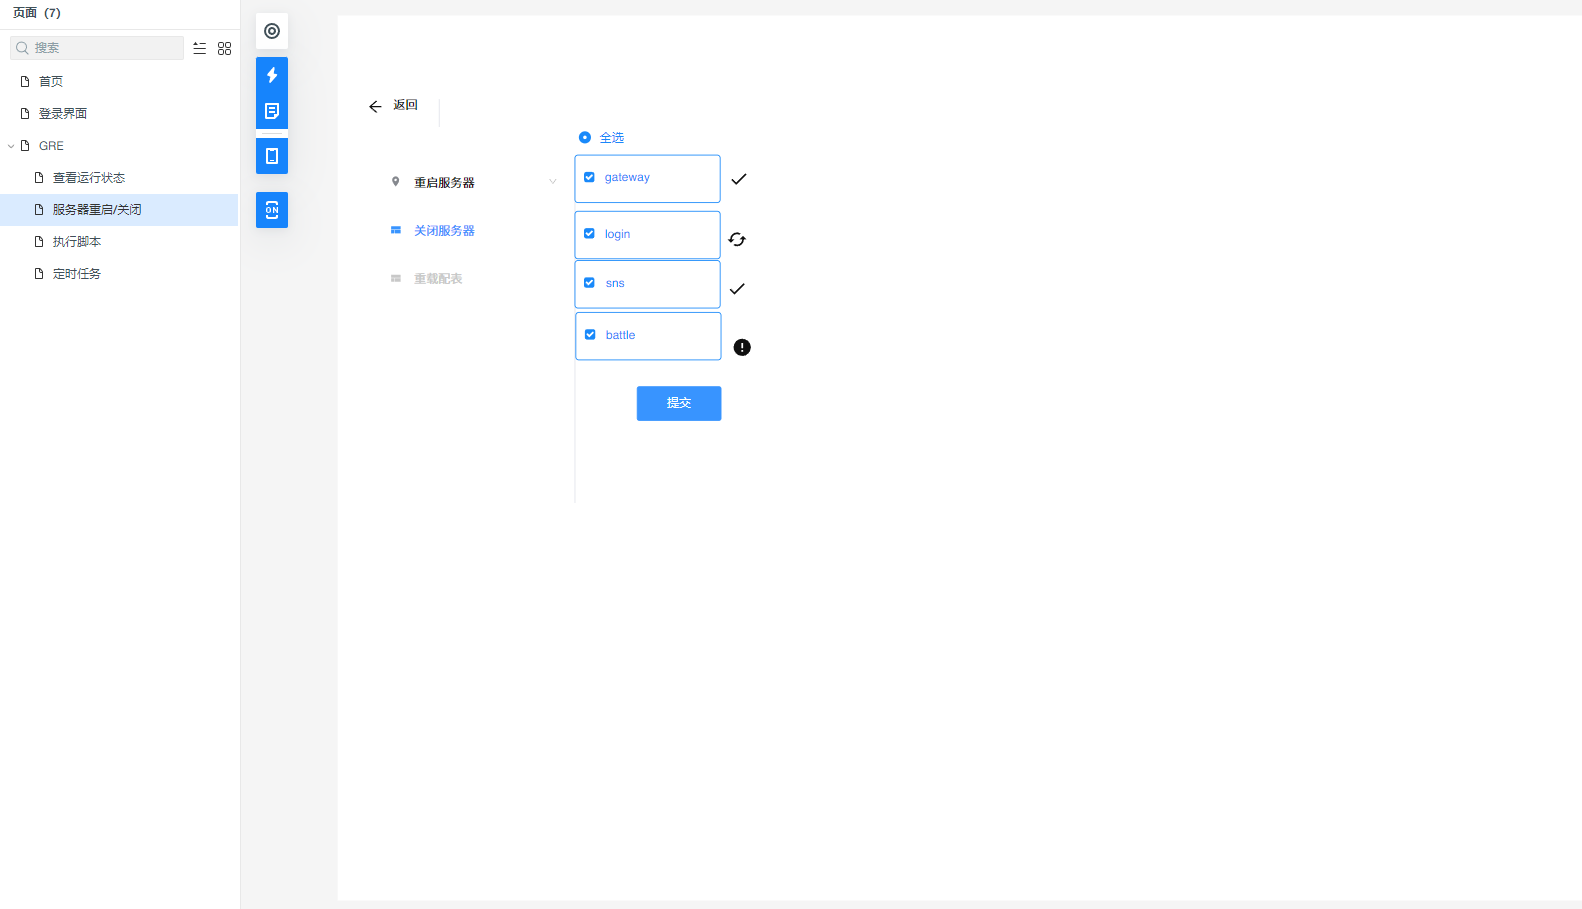 页面 (7)
搜索
首页
登录界面
GRE
查看运行状态
服务器重启/关闭
执行脚本
定时任务
ON
返回
重启服务器
关闭服务器
重载配表
全选
gateway
login
sns
battle
提交